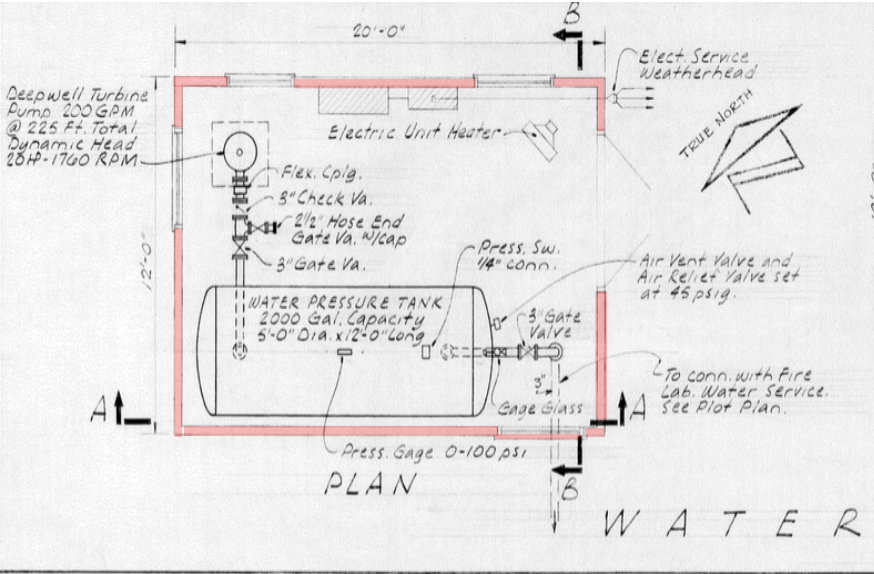 B
20'-0"
Elect. Service
Weatherhead
Deepwell Turbine
Pump 200 GPM
@ 225 Ft. Total
Dynamic Head
20HP-1760 RPM
TRUE NORTH
Electric Unit Heater
Flex. Cplg.
3" Check Va.
2½" Hose End
Gate Va. W/cap
3" Gate Va.
Press. Sw.
¼" conn.
Air Vent Valve and
Air Relief Valve set
at 45 psig.
12'-0"
WATER PRESSURE TANK
2000 Gal. Capacity
5'-0" Dia. x 12'-0" Long
3" Gate
Valve
3"
Gage Glass
To conn. with Fire
Lab. Water Service.
See Plot Plan.
A
A
Press. Gage 0-100 psi
B
PLAN
WATER